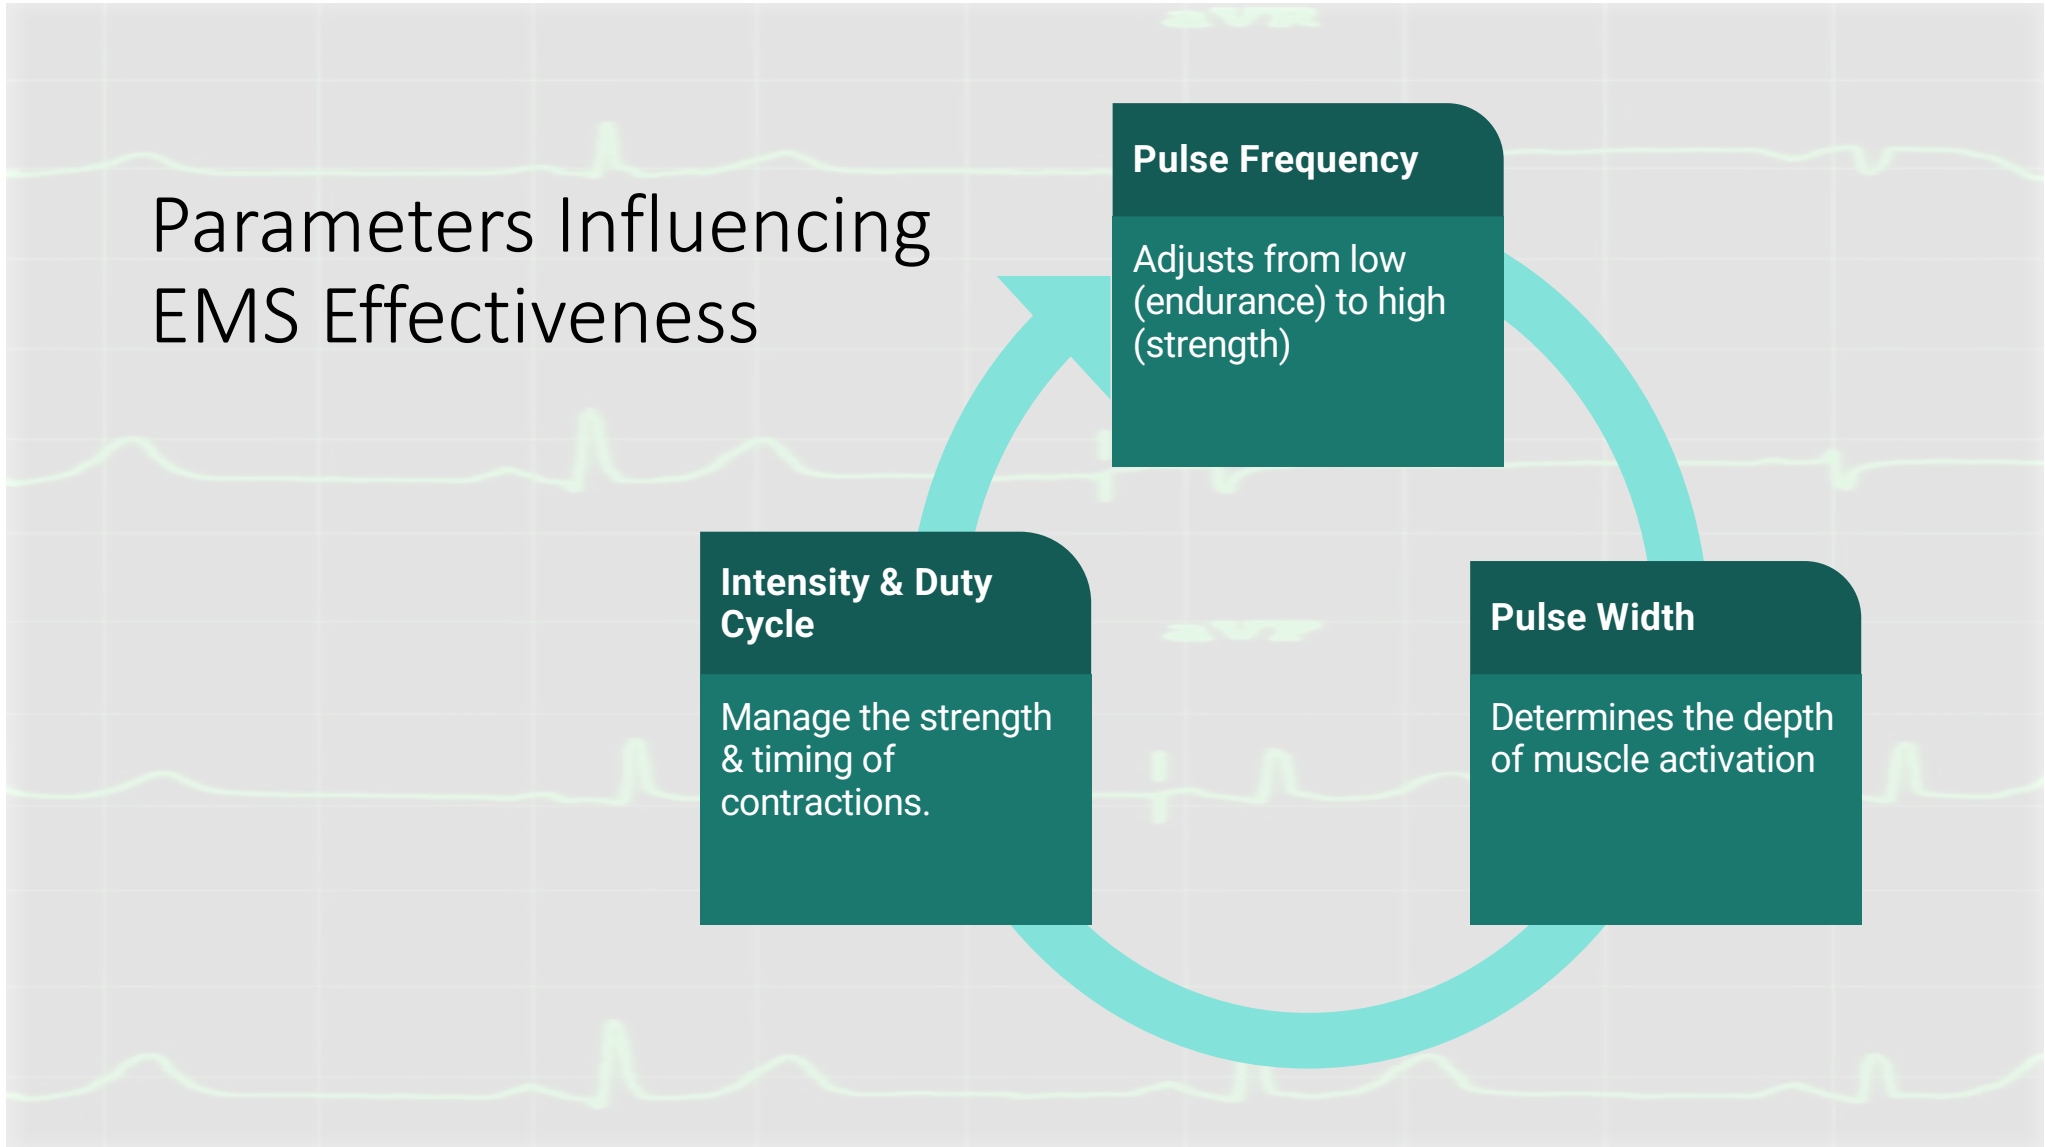 Parameters Influencing
EMS Effectiveness
Pulse Frequency
Adjusts from low
(endurance) to high
(strength)
Pulse Width
Determines the depth
of muscle activation
Intensity & Duty
Cycle
Manage the strength
& timing of
contractions.